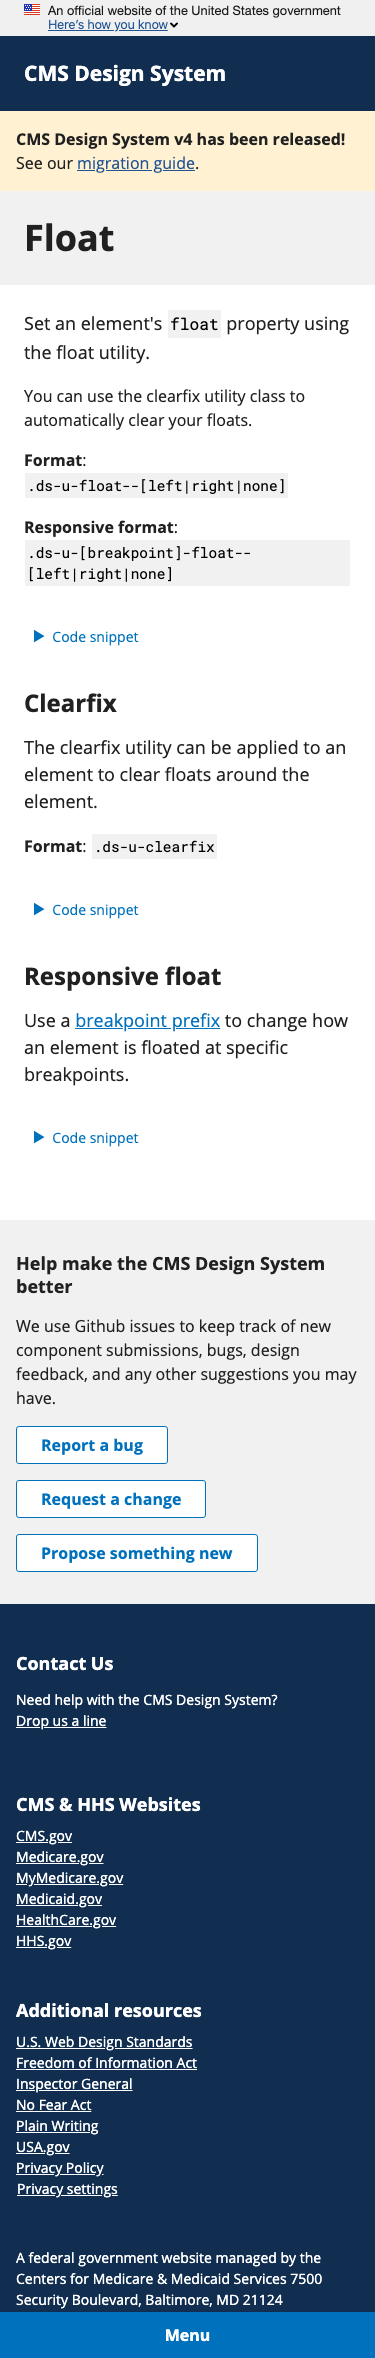 An official website of the United States government
Here's how you know
CMS Design System
CMS Design System v4 has been released!
See our migration guide.
Float
Set an element's float property using
the float utility.
You can use the clearfix utility class to
automatically clear your floats.
Format:
.ds-u-float--[left|right|none]
Responsive format:
.ds-u-[breakpoint]-float--
[left|right|none]
Code snippet
Clearfix
The clearfix utility can be applied to an
element to clear floats around the
element.
Format: .ds-u-clearfix
Code snippet
Responsive float
Use a breakpoint prefix to change how
an element is floated at specific
breakpoints.
Code snippet
Help make the CMS Design System
better
We use Github issues to keep track of new
component submissions, bugs, design
feedback, and any other suggestions you may
have.
Report a bug
Request a change
Propose something new
Contact Us
Need help with the CMS Design System?
Drop us a line
CMS & HHS Websites
CMS.gov
Medicare.gov
MyMedicare.gov
Medicaid.gov
HealthCare.gov
HHS.gov
Additional resources
U.S. Web Design Standards
Freedom of Information Act
Inspector General
No Fear Act
Plain Writing
USA.gov
Privacy Policy
Privacy settings
A federal government website managed by the
Centers for Medicare & Medicaid Services 7500
Security Boulevard, Baltimore, MD 21124
Menu